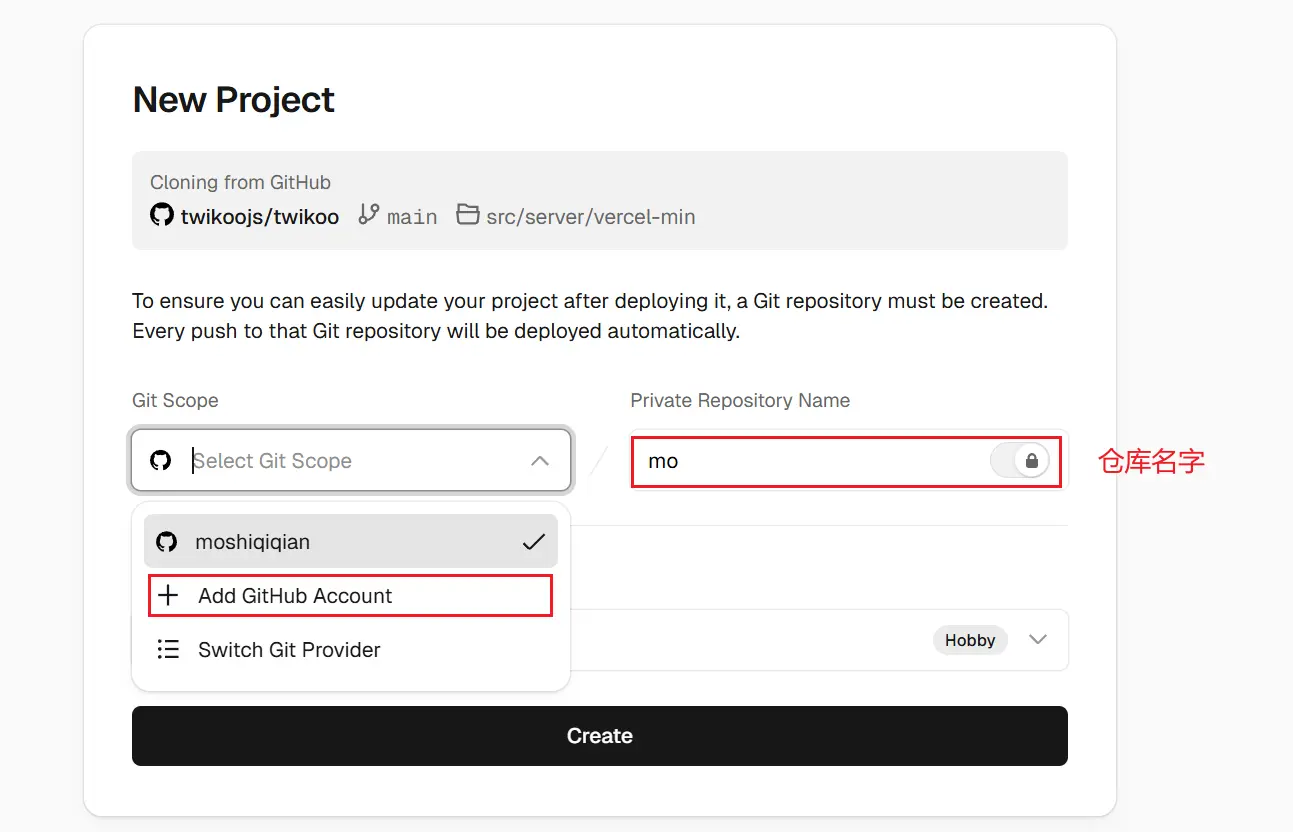 New Project
Cloning from GitHub
twikoojs/twikoo main src/server/vercel-min
To ensure you can easily update your project after deploying it, a Git repository must be created.
Every push to that Git repository will be deployed automatically.
Git Scope
Private Repository Name
Select Git Scope
mo
仓库名字
moshiqiqian
Add GitHub Account
Switch Git Provider
Hobby
Create